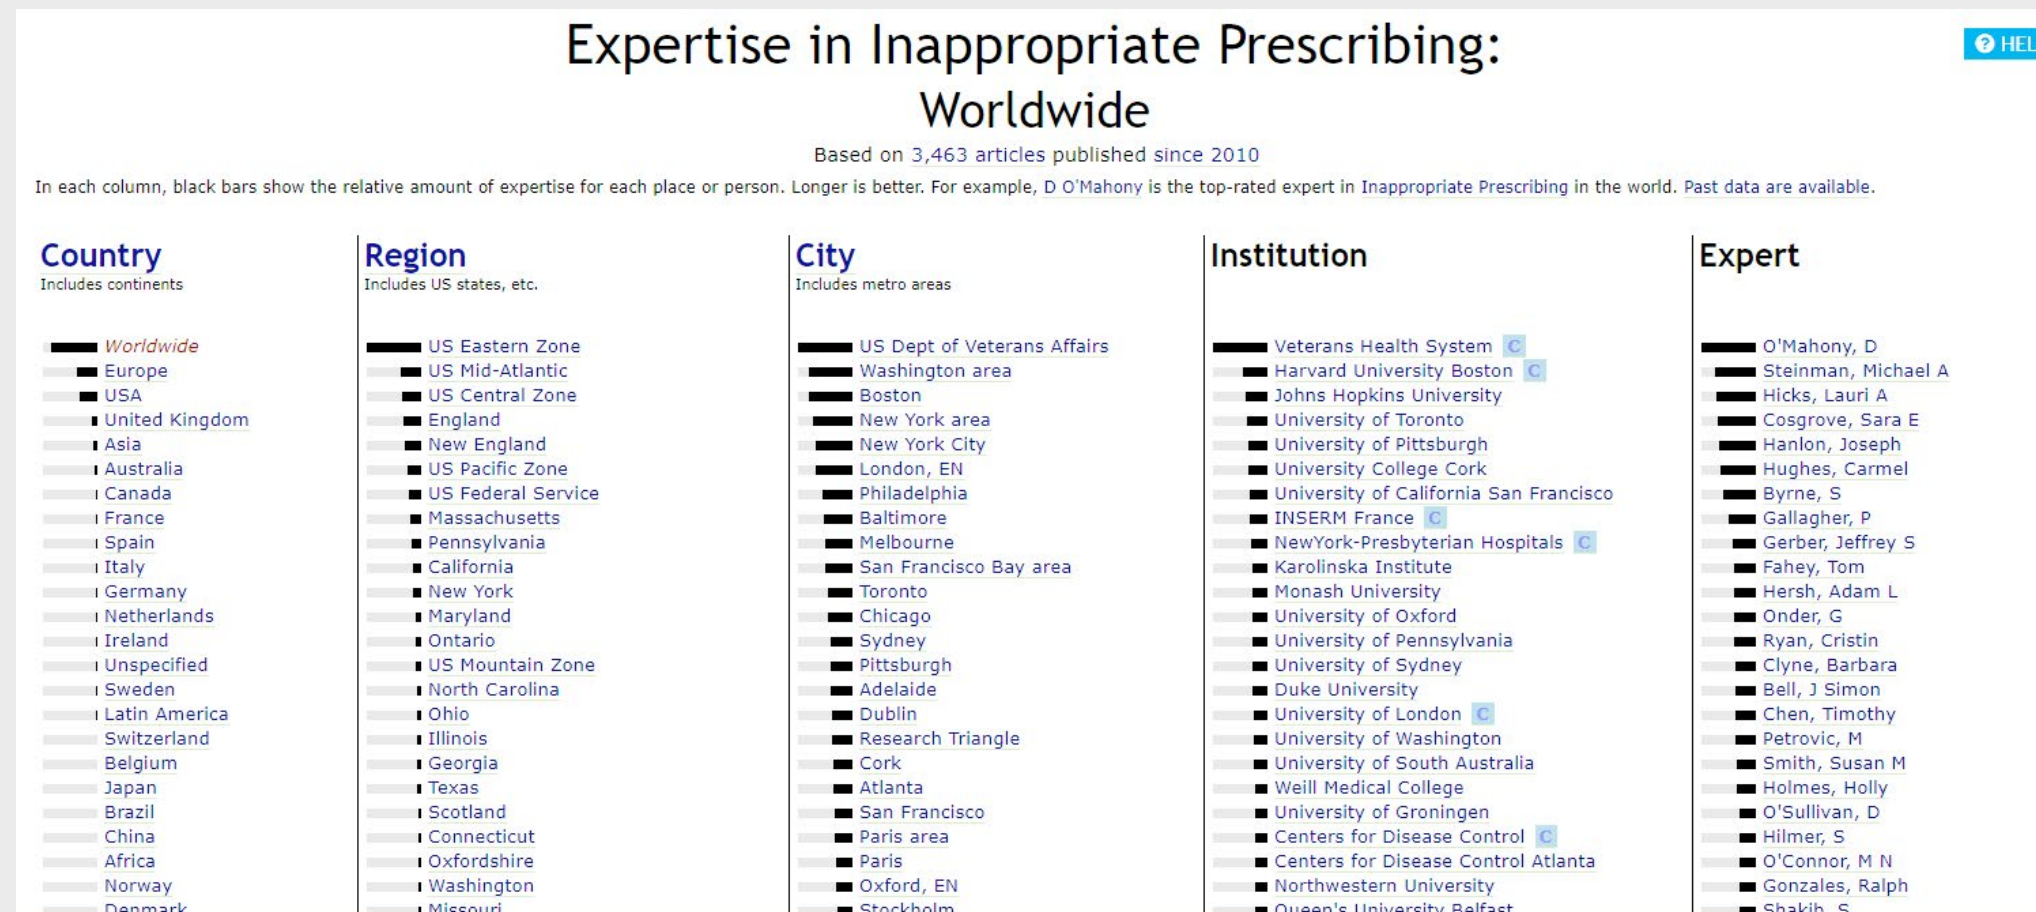 Expertise in Inappropriate Prescribing:
HEL
Worldwide
Based on 3,463 articles published since 2010
In each column, black bars show the relative amount of expertise for each place or person. Longer is better. For example, D O'Mahony is the top-rated expert in Inappropriate Prescribing in the world. Past data are available.
Country
Includes continents
Worldwide
Europe
USA
United Kingdom
Asia
Australia
Canada
France
Spain
Italy
Germany
Netherlands
Ireland
Unspecified
Sweden
Latin America
Switzerland
Belgium
Japan
Brazil
China
Africa
Norway
Denmark
Region
Includes US states, etc.
US Eastern Zone
US Mid-Atlantic
US Central Zone
England
New England
US Pacific Zone
US Federal Service
Massachusetts
Pennsylvania
California
New York
Maryland
Ontario
US Mountain Zone
North Carolina
Ohio
Illinois
Georgia
Texas
Scotland
Connecticut
Oxfordshire
Washington
Missouri
City
Includes metro areas
US Dept of Veterans Affairs
Washington area
Boston
New York area
New York City
London, EN
Philadelphia
Baltimore
Melbourne
San Francisco Bay area
Toronto
Chicago
Sydney
Pittsburgh
Adelaide
Dublin
Research Triangle
Cork
Atlanta
San Francisco
Paris area
Paris
Oxford, EN
Stockholm
Institution
Veterans Health System C
Harvard University Boston C
Johns Hopkins University
University of Toronto
University of Pittsburgh
University College Cork
University of California San Francisco
INSERM France C
NewYork-Presbyterian Hospitals C
Karolinska Institute
Monash University
University of Oxford
University of Pennsylvania
University of Sydney
Duke University
University of London C
University of Washington
University of South Australia
Weill Medical College
University of Groningen
Centers for Disease Control C
Centers for Disease Control Atlanta
Northwestern University
Queen's University Belfast
Expert
O'Mahony, D
Steinman, Michael A
Hicks, Lauri A
Cosgrove, Sara E
Hanlon, Joseph
Hughes, Carmel
Byrne, S
Gallagher, P
Gerber, Jeffrey S
Fahey, Tom
Hersh, Adam L
Onder, G
Ryan, Cristin
Clyne, Barbara
Bell, J Simon
Chen, Timothy
Petrovic, M
Smith, Susan M
Holmes, Holly
O'Sullivan, D
Hilmer, S
O'Connor, M N
Gonzales, Ralph
Shakib, S